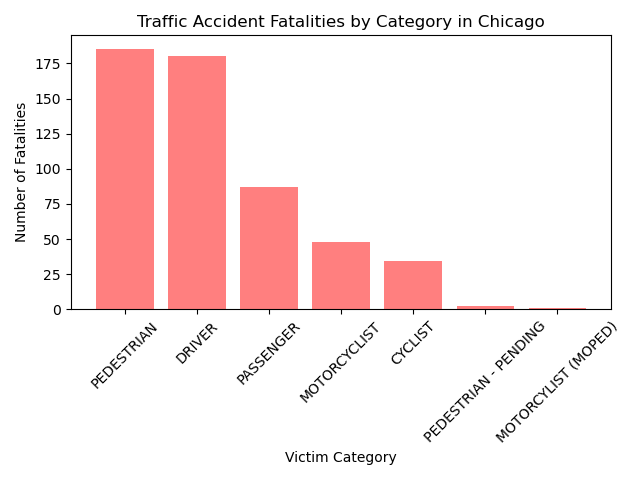 Traffic Accident Fatalities by Category in Chicago
Number of Fatalities
175
150
125
100
75
50
25
0
PEDESTRIAN
DRIVER
PASSENGER
MOTORCYCLIST
CYCLIST
PEDESTRIAN - PENDING
MOTORCYLIST (MOPED)
Victim Category